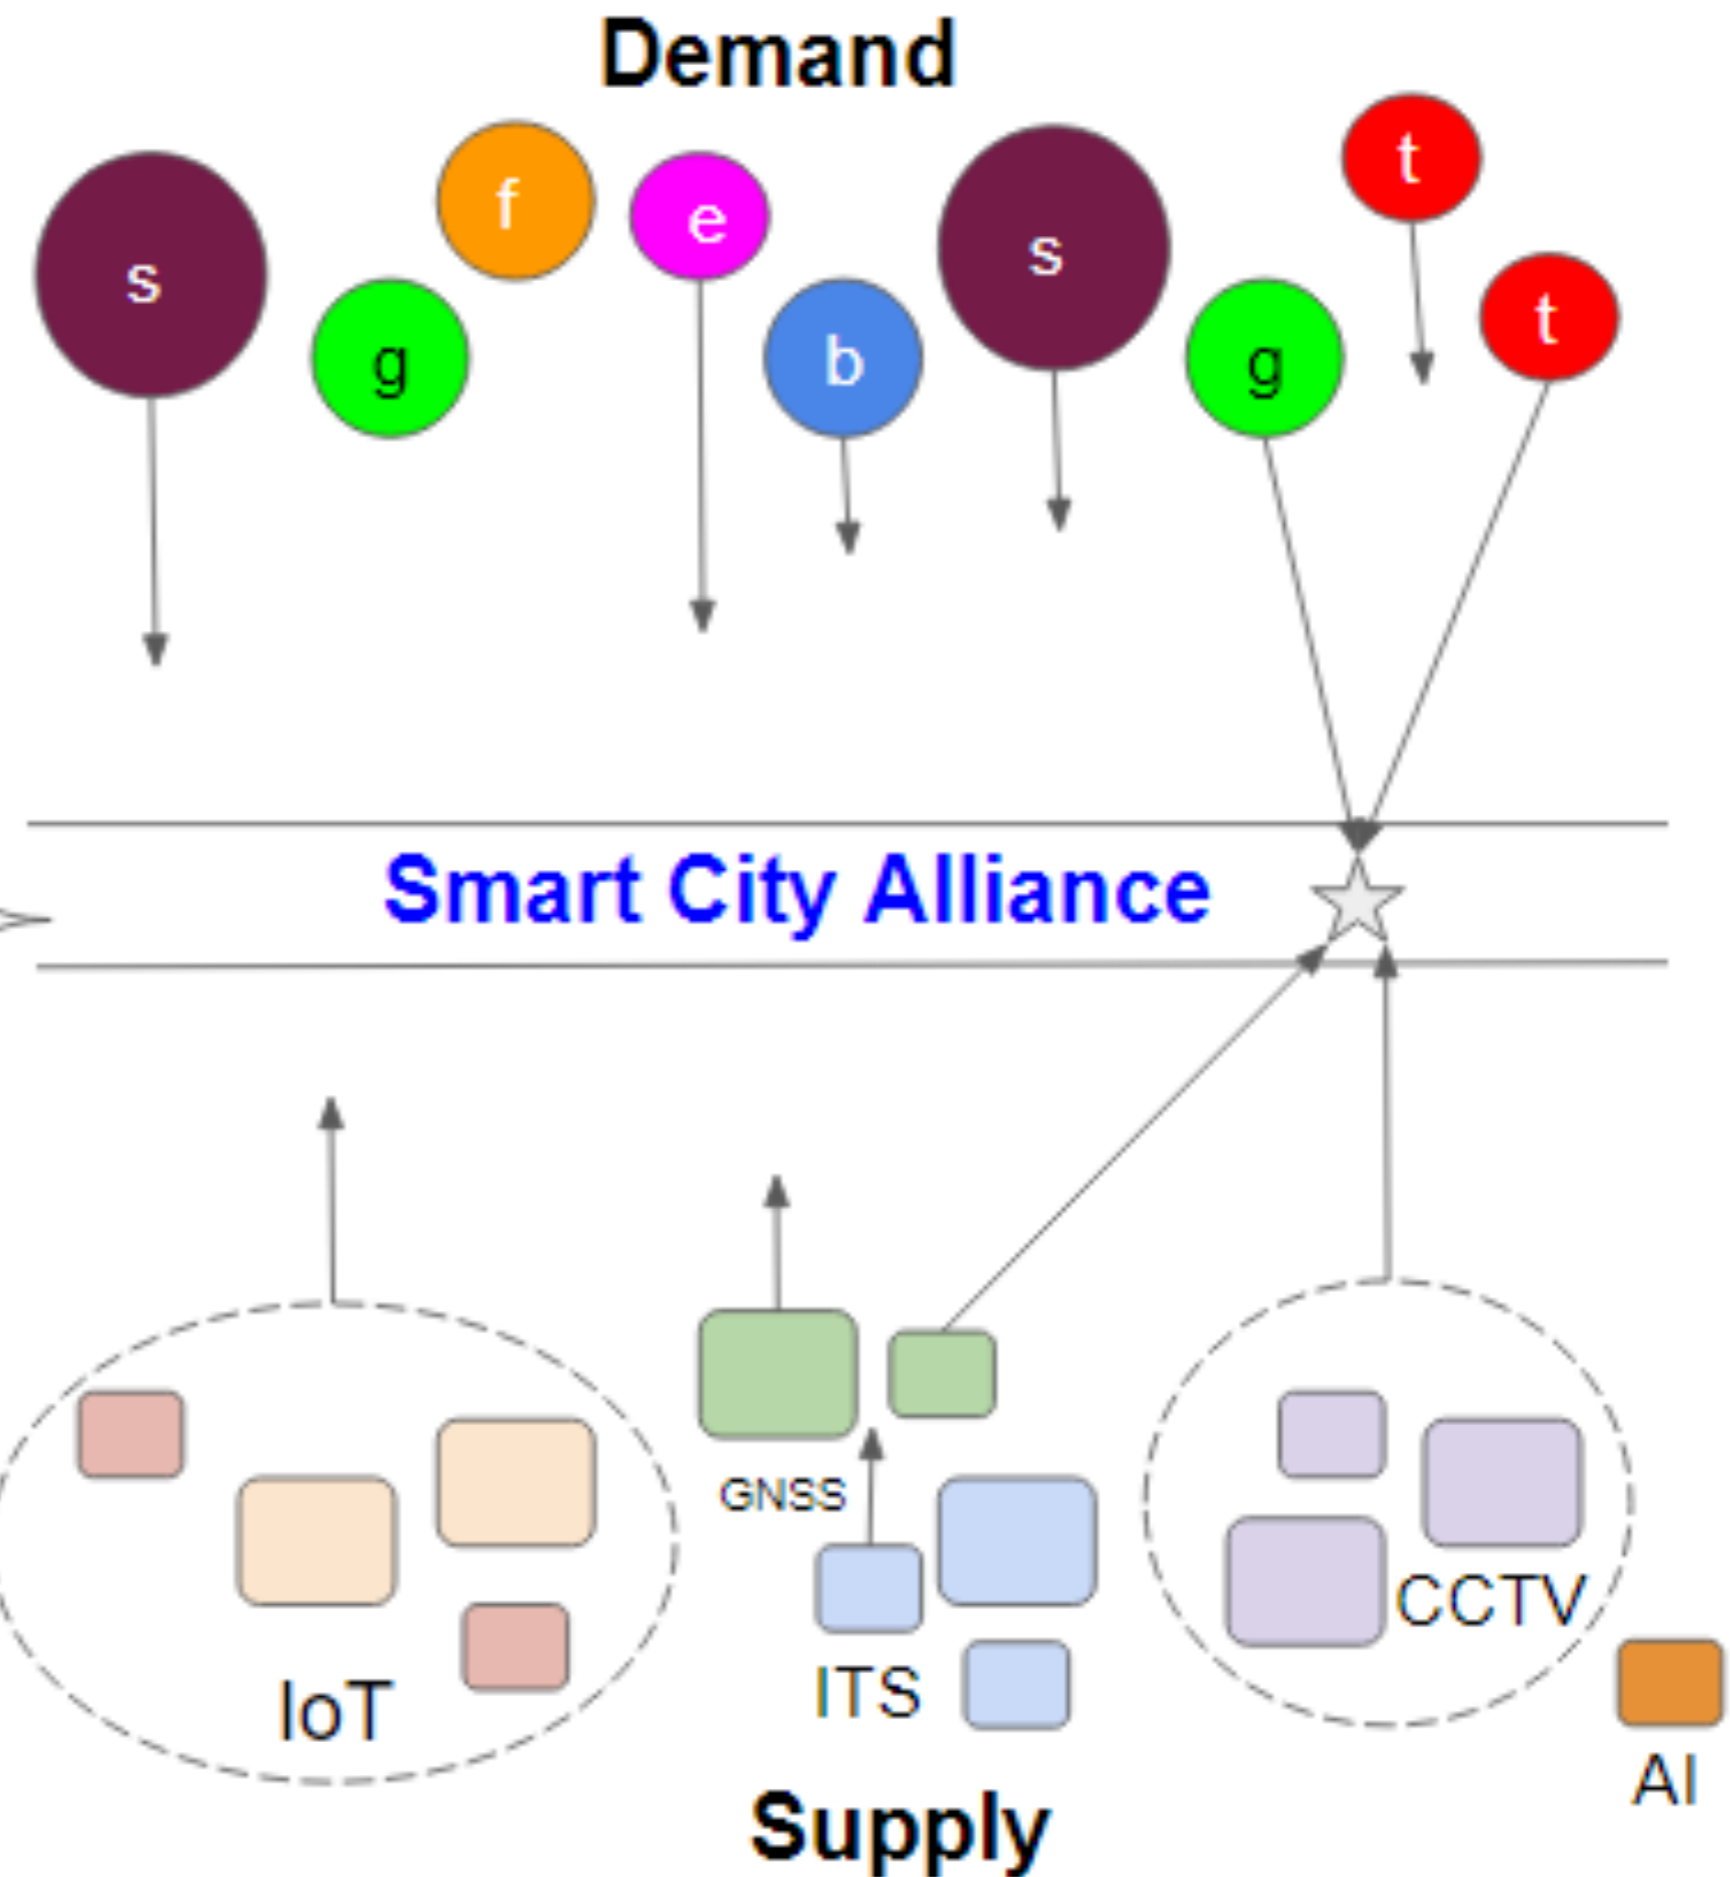 Demand
s
g
f
e
b
s
g
t
t
Smart City Alliance
GNSS
IoT
ITS
CCTV
AI
Supply